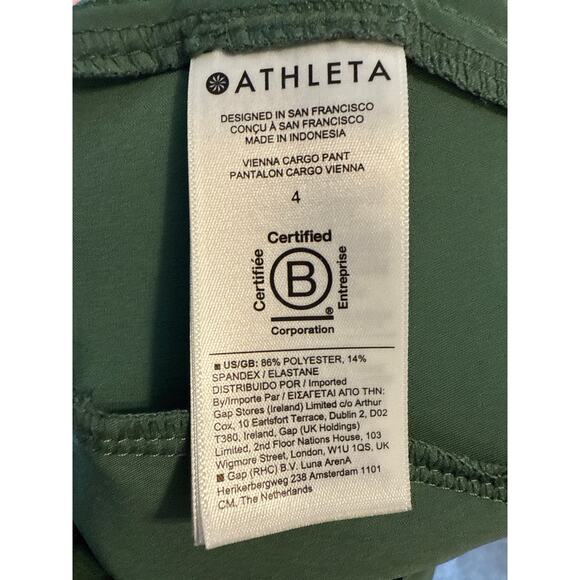 ATHLETA
DESIGNED IN SAN FRANCISCO
CONÇU À SAN FRANCISCO
MADE IN INDONESIA
VIENNA CARGO PANT
PANTALON CARGO VIENNA
4
Certified
Certifiée
B
Entreprise
®
Corporation
US/GB: 86% POLYESTER, 14%
SPANDEX / ELASTANE
DISTRIBUIDO POR / Imported
By/Importe Par / ΕΙΣΑΓΕΤΑΙ ΑΠΟ ΤΗΝ:
Gap Stores (Ireland) Limited c/o Arthur
Cox, 10 Earlsfort Terrace, Dublin 2, D02
T380, Ireland, Gap (UK Holdings)
Limited, 2nd Floor Nations House, 103
Wigmore Street, London, W1U 1QS, UK
Gap (RHC) B.V. Luna ArenA
Herikerbergweg 238 Amsterdam 1101
CM, The Netherlands